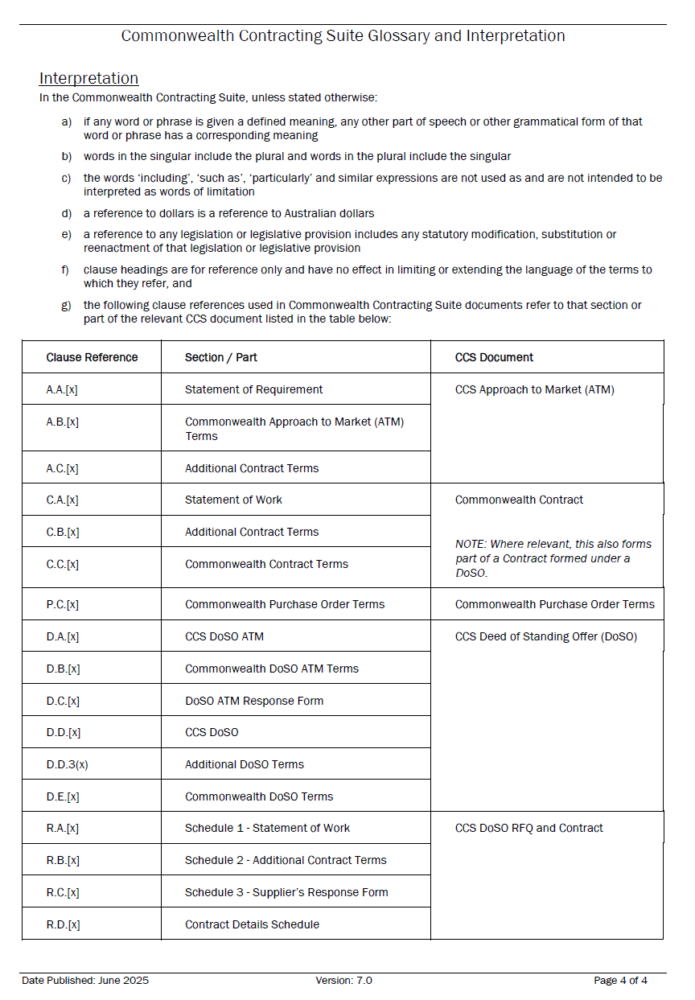 Commonwealth Contracting Suite Glossary and Interpretation
Interpretation
In the Commonwealth Contracting Suite, unless stated otherwise:
a) if any word or phrase is given a defined meaning, any other part of speech or other grammatical form of that
word or phrase has a corresponding meaning
b) words in the singular include the plural and words in the plural include the singular
c) the words ‘including’, ‘such as’, ‘particularly’ and similar expressions are not used as and are not intended to be
interpreted as words of limitation
d) a reference to dollars is a reference to Australian dollars
e) a reference to any legislation or legislative provision includes any statutory modification, substitution or
reenactment of that legislation or legislative provision
f) clause headings are for reference only and have no effect in limiting or extending the language of the terms to
which they refer, and
g) the following clause references used in Commonwealth Contracting Suite documents refer to that section or
part of the relevant CCS document listed in the table below:
Clause Reference Section / Part CCS Document
A.A.[x] Statement of Requirement CCS Approach to Market (ATM)
A.B.[x] Commonwealth Approach to Market (ATM)
Terms
A.C.[x] Additional Contract Terms
C.A.[x] Statement of Work Commonwealth Contract
C.B.[x] Additional Contract Terms
NOTE: Where relevant, this also forms
part of a Contract formed under a
DoSO.
C.C.[x] Commonwealth Contract Terms
P.C.[x] Commonwealth Purchase Order Terms Commonwealth Purchase Order Terms
D.A.[x] CCS DoSO ATM CCS Deed of Standing Offer (DoSO)
D.B.[x] Commonwealth DoSO ATM Terms
D.C.[x] DoSO ATM Response Form
D.D.[x] CCS DoSO
D.D.3(x) Additional DoSO Terms
D.E.[x] Commonwealth DoSO Terms
R.A.[x] Schedule 1 - Statement of Work CCS DoSO RFQ and Contract
R.B.[x] Schedule 2 - Additional Contract Terms
R.C.[x] Schedule 3 - Supplier’s Response Form
R.D.[x] Contract Details Schedule
Date Published: June 2025 Version: 7.0 Page 4 of 4